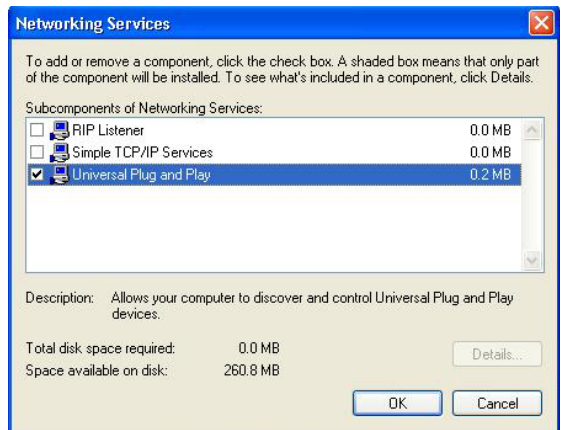 Networking Services
To add or remove a component, click the check box. A shaded box means that only part
of the component will be installed. To see what's included in a component, click Details.
Subcomponents of Networking Services:
RIP Listener 0.0 MB
Simple TCP/IP Services 0.0 MB
Universal Plug and Play 0.2 MB
Description: Allows your computer to discover and control Universal Plug and Play
devices.
Total disk space required: 0.0 MB
Space available on disk: 260.8 MB
Details...
OK Cancel